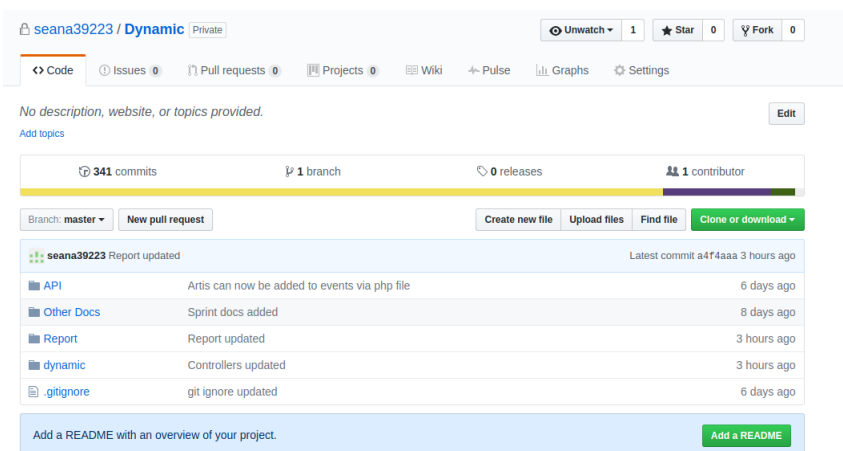 seana39223 / Dynamic Private Unwatch 1 Star 0 Fork 0
Code Issues 0 Pull requests 0 Projects 0 Wiki Pulse Graphs Settings
No description, website, or topics provided. Edit
Add topics
341 commits 1 branch 0 releases 1 contributor
Branch: master New pull request Create new file Upload files Find file Clone or download
seana39223 Report updated Latest commit a4f4aaa 3 hours ago
API Artis can now be added to events via php file 6 days ago
Other Docs Sprint docs added 8 days ago
Report Report updated 3 hours ago
dynamic Controllers updated 3 hours ago
.gitignore git ignore updated 6 days ago
Add a README with an overview of your project. Add a README